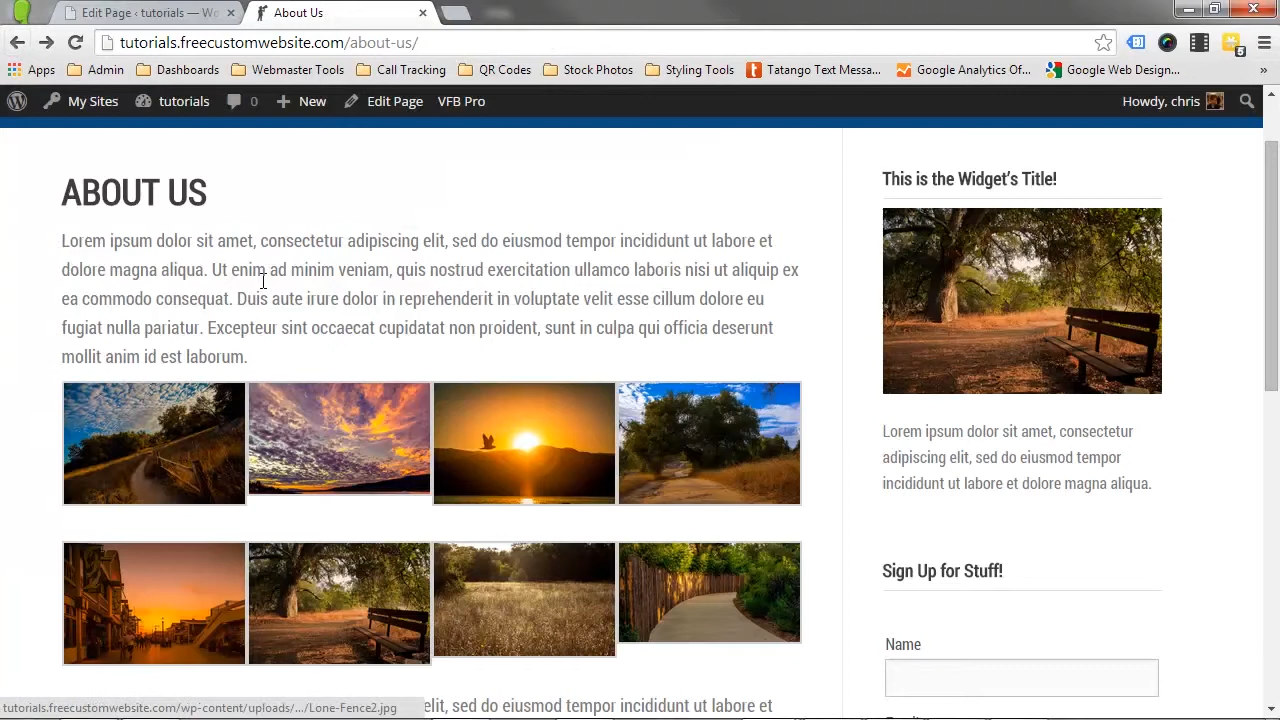 Edit Page ‹ tutorials — Wo
About Us
tutorials.freecustomwebsite.com/about-us/
Apps Admin Dashboards Webmaster Tools Call Tracking QR Codes Stock Photos Styling Tools Tattango Text Messa... Google Analytics Of... Google Web Design... »
5
My Sites tutorials 0 New Edit Page VFB Pro Howdy, chris
ABOUT US
Lorem ipsum dolor sit amet, consectetur adipiscing elit, sed do eiusmod tempor incididunt ut labore et
dolore magna aliqua. Ut enim ad minim veniam, quis nostrud exercitation ullamco laboris nisi ut aliquip ex
ea commodo consequat. Duis aute irure dolor in reprehenderit in voluptate velit esse cillum dolore eu
fugiat nulla pariatur. Excepteur sint occaecat cupidatat non proident, sunt in culpa qui officia deserunt
mollit anim id est laborum.
elit, sed do eiusmod tempor incididunt ut labore et
This is the Widget's Title!
Lorem ipsum dolor sit amet, consectetur
adipiscing elit, sed do eiusmod tempor
incididunt ut labore et dolore magna aliqua.
Sign Up for Stuff!
Name
tutorials.freecustomwebsite.com/wp-content/uploads/.../Lone-Fence2.jpg